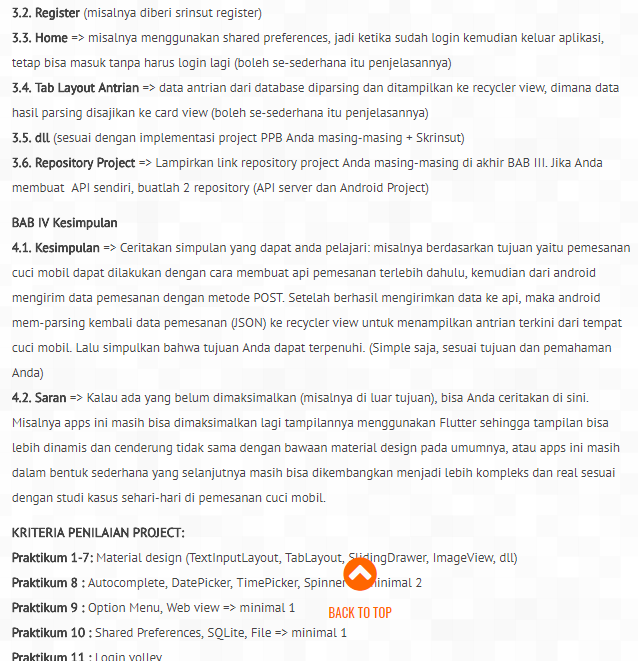 3.2. Register (misalnya diberi srinsut register)
3.3. Home => misalnya menggunakan shared preferences, jadi ketika sudah login kemudian keluar aplikasi,
tetap bisa masuk tanpa harus login lagi (boleh se-sederhana itu penjelasannya)
3.4. Tab Layout Antrian => data antrian dari database diparsing dan ditampilkan ke recycler view, dimana data
hasil parsing disajikan ke card view (boleh se-sederhana itu penjelasannya)
3.5. dll (sesuai dengan implementasi project PPB Anda masing-masing + Skrinsut)
3.6. Repository Project => Lampirkan link repository project Anda masing-masing di akhir BAB III. Jika Anda
membuat API sendiri, buatlah 2 repository (API server dan Android Project)
BAB IV Kesimpulan
4.1. Kesimpulan => Ceritakan simpulan yang dapat anda pelajari: misalnya berdasarkan tujuan yaitu pemesanan
cuci mobil dapat dilakukan dengan cara membuat api pemesanan terlebih dahulu, kemudian dari android
mengirim data pemesanan dengan metode POST. Setelah berhasil mengirimkan data ke api, maka android
mem-parsing kembali data pemesanan (JSON) ke recycler view untuk menampilkan antrian terkini dari tempat
cuci mobil. Lalu simpulkan bahwa tujuan Anda dapat terpenuhi. (Simple saja, sesuai tujuan dan pemahaman
Anda)
4.2. Saran => Kalau ada yang belum dimaksimalkan (misalnya di luar tujuan), bisa Anda ceritakan di sini.
Misalnya apps ini masih bisa dimaksimalkan lagi tampilannya menggunakan Flutter sehingga tampilan bisa
lebih dinamis dan cenderung tidak sama dengan bawaan material design pada umumnya, atau apps ini masih
dalam bentuk sederhana yang selanjutnya masih bisa dikembangkan menjadi lebih kompleks dan real sesuai
dengan studi kasus sehari-hari di pemesanan cuci mobil.
KRITERIA PENILAIAN PROJECT:
Praktikum 1-7: Material design (TextInputLayout, TabLayout, SlidingDrawer, ImageView, dll)
Praktikum 8 : Autocomplete, DatePicker, TimePicker, Spinner minimal 2
Praktikum 9 : Option Menu, Web view => minimal 1
BACK TO TOP
Praktikum 10 : Shared Preferences, SQLite, File => minimal 1
Praktikum 11 : Login volley